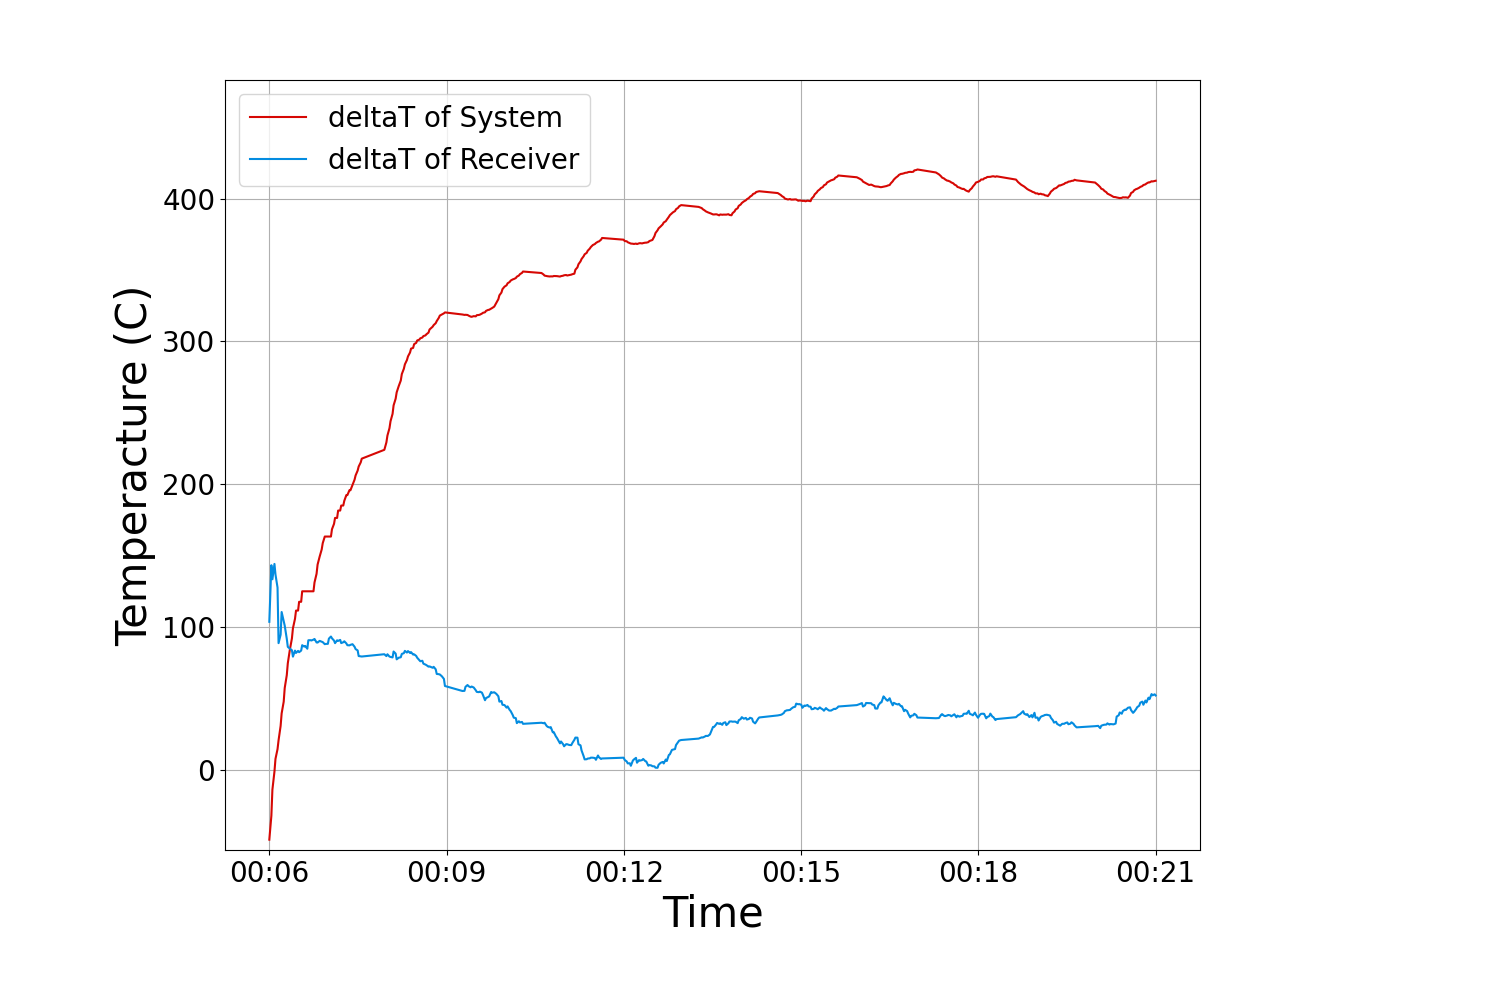 deltaT of System
deltaT of Receiver
Temperacture (C)
400
300
200
100
0
00:06 00:09 00:12 00:15 00:18 00:21
Time